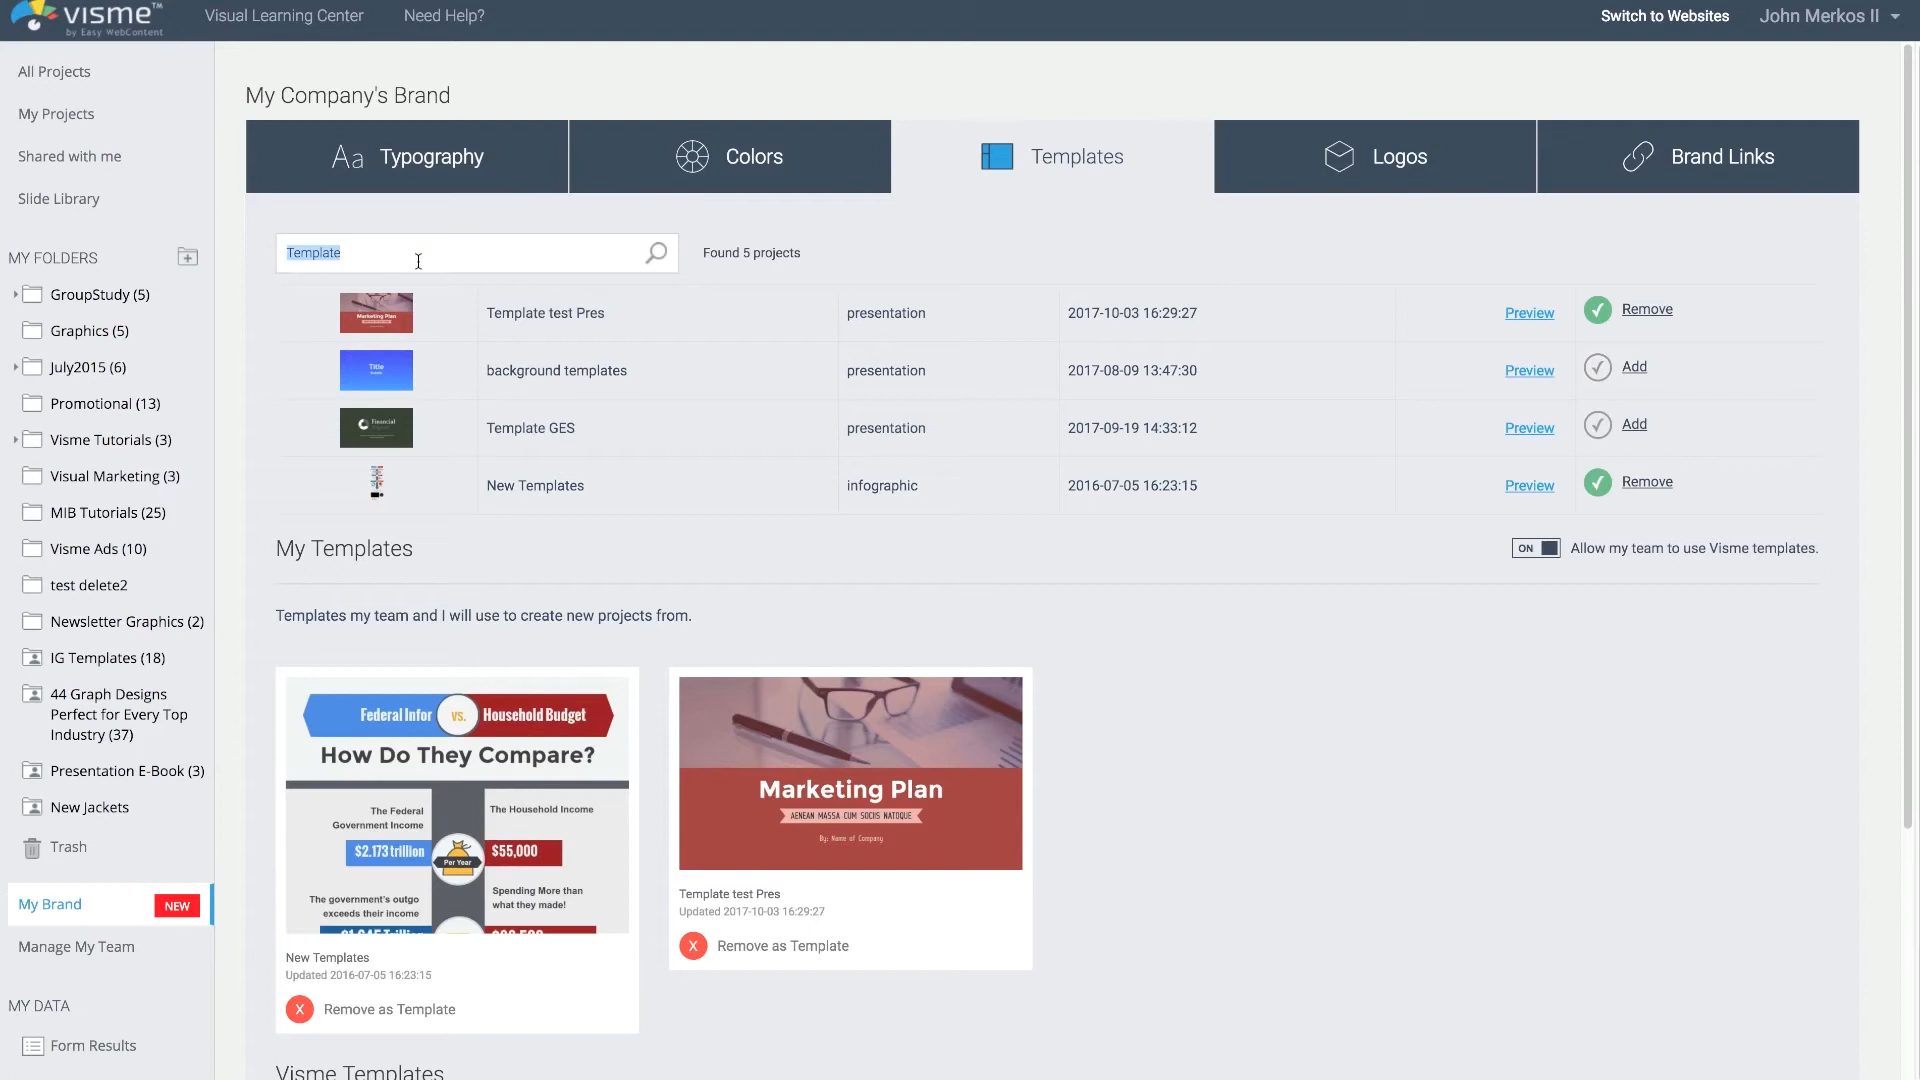 visme™
by Easy WebContent
Visual Learning Center
Need Help?
Switch to Websites
John Merkos II
All Projects
My Projects
Shared with me
Slide Library
MY FOLDERS
GroupStudy (5)
Graphics (5)
July2015 (6)
Promotional (13)
Visme Tutorials (3)
Visual Marketing (3)
MIB Tutorials (25)
Visme Ads (10)
test delete2
Newsletter Graphics (2)
IG Templates (18)
44 Graph Designs
Perfect for Every Top
Industry (37)
Presentation E-Book (3)
New Jackets
Trash
My Brand
NEW
Manage My Team
MY DATA
Form Results
My Company's Brand
Aa Typography
Colors
Templates
Logos
Brand Links
Template
Found 5 projects
Marketing Plan
Template test Pres
presentation
2017-10-03 16:29:27
Preview
Remove
Title
background templates
presentation
2017-08-09 13:47:30
Preview
Add
Financial
Template GES
presentation
2017-09-19 14:33:12
Preview
Add
New Templates
infographic
2016-07-05 16:23:15
Preview
Remove
My Templates
ON
Allow my team to use Visme templates.
Templates my team and I will use to create new projects from.
Federal Infor vs. Household Budget
How Do They Compare?
The Federal
Government Income
$2.173 trillion
Per Year
The Household Income
$55,000
The government's outgo
exceeds their income
Spending More than
what they made!
New Templates
Updated 2016-07-05 16:23:15
X Remove as Template
Marketing Plan
AENEAN MASSA CUM SOCIIS NATOQUE
By: Name of Company
Template test Pres
Updated 2017-10-03 16:29:27
X Remove as Template
Visme Templates